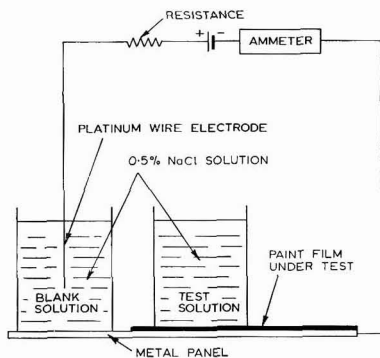 RESISTANCE
+ -
AMMETER
PLATINUM WIRE ELECTRODE
0·5% NaCl SOLUTION
BLANK
SOLUTION
TEST
SOLUTION
PAINT FILM
UNDER TEST
METAL PANEL